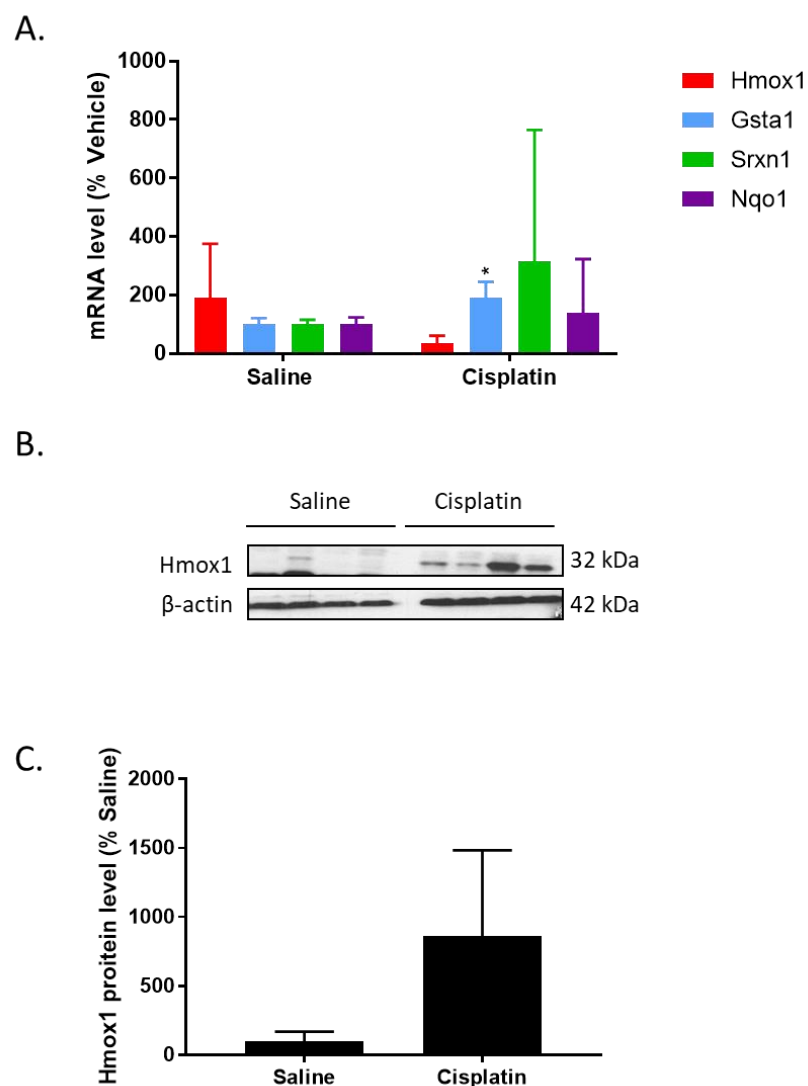 A.
mRNA level (% Vehicle)
1000
800
600
400
200
0
Saline
Cisplatin
*
Hmox1
Gsta1
Srxn1
Nqo1
B.
Saline
Cisplatin
Hmox1
32 kDa
β-actin
42 kDa
C.
Hmox1 proitein level (% Saline)
2000
1500
1000
500
0
Saline
Cisplatin